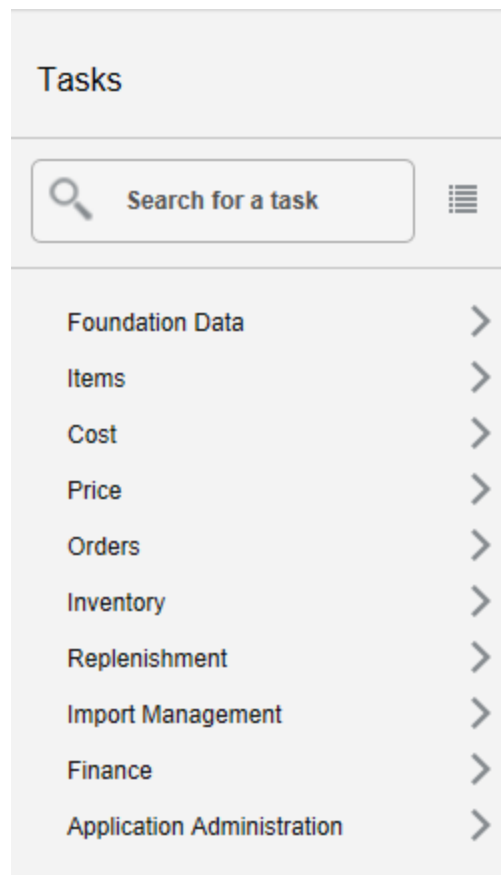 Tasks
Search for a task
Foundation Data
Items
Cost
Price
Orders
Inventory
Replenishment
Import Management
Finance
Application Administration